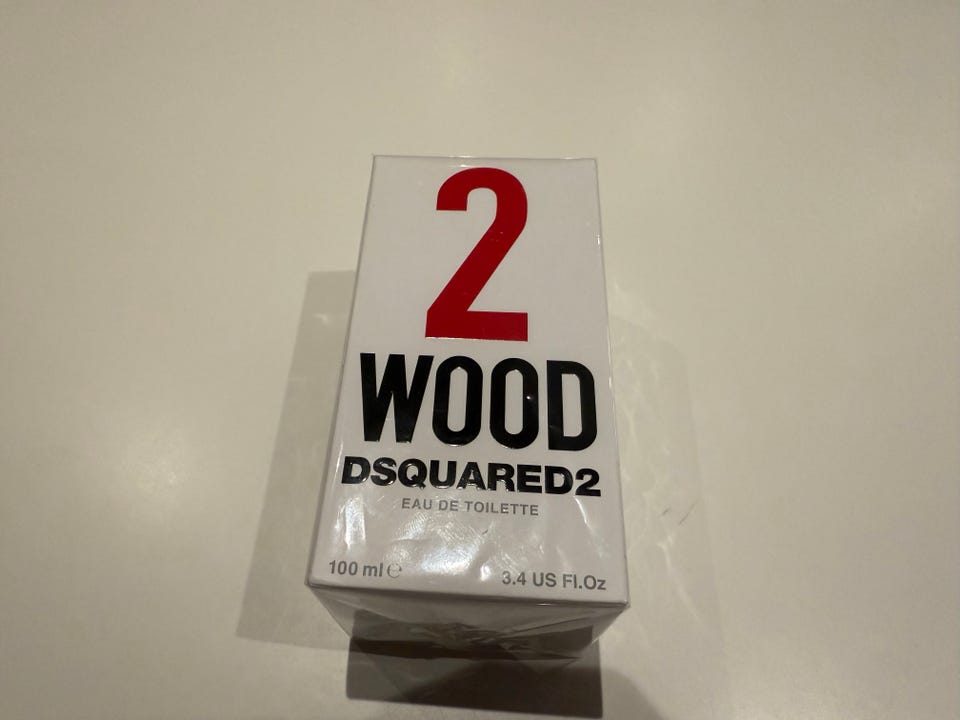 2
WOOD
DSQUARED2
EAU DE TOILETTE
100 ml ℮ 3.4 US Fl.Oz